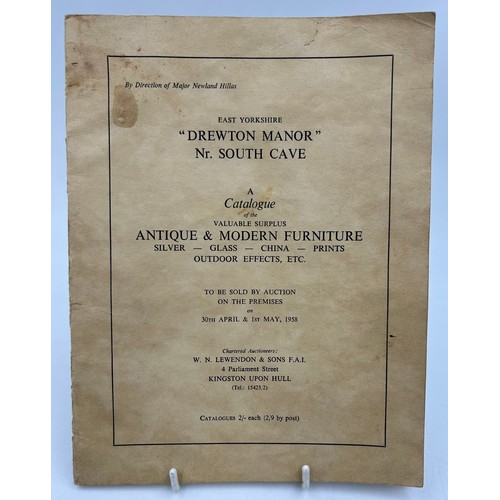 By Direction of Major Newland Hillas
EAST YORKSHIRE
"DREWTON MANOR"
Nr. SOUTH CAVE
A
Catalogue
of the
VALUABLE SURPLUS
ANTIQUE & MODERN FURNITURE
SILVER — GLASS — CHINA — PRINTS
OUTDOOR EFFECTS, ETC.
TO BE SOLD BY AUCTION
ON THE PREMISES
on
30TH APRIL & 1ST MAY, 1958
Chartered Auctioneers:
W. N. LEWENDON & SONS F.A.I.
4 Parliament Street
KINGSTON UPON HULL
(Tel.: 15423/2)
CATALOGUES 2/- each (2/9 by post)